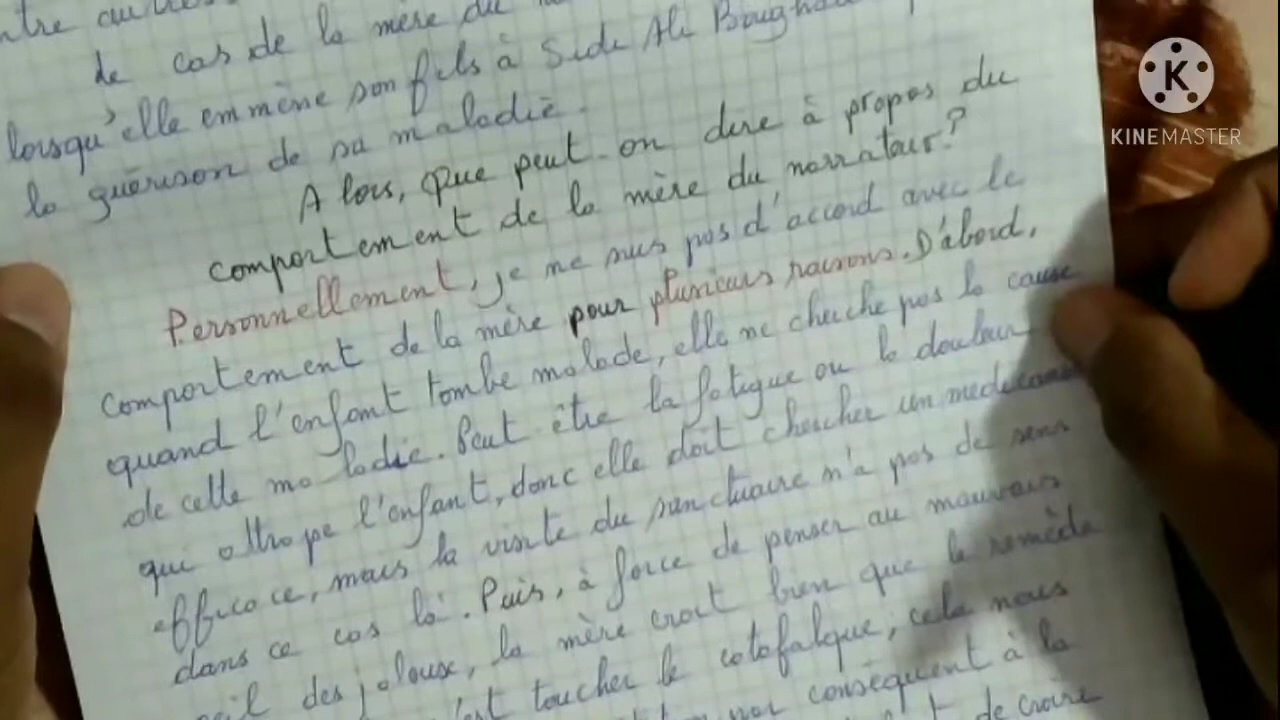 de cas de la mère du
lorsqu'elle emmène son fils à Side Ali Bough
la guérison de sa maladie.
Alors, que peut-on dire à propos du
comportement de la mère du narrateur?
Personnellement, je ne suis pas d'accord avec le
comportement de la mère pour plusieurs raisons. D'abord,
quand l'enfant tombe malade, elle ne cherche pas la cause
de cette maladie. Peut être la fatigue ou la douleur
qui attrape l'enfant, donc elle doit chercher un medicament
efficace, mais la visite du sanctuaire n'a pas de sens
dans ce cas là. Puis, à force de penser au mauvais
des jaloux, la mère croit bien que le remède
toucher le catafalque, cela nous
par conséquent à la
de croire
KINEMASTER